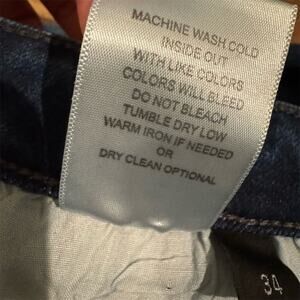 MACHINE WASH COLD
INSIDE OUT
WITH LIKE COLORS
COLORS WILL BLEED
DO NOT BLEACH
TUMBLE DRY LOW
WARM IRON IF NEEDED
OR
DRY CLEAN OPTIONAL
34